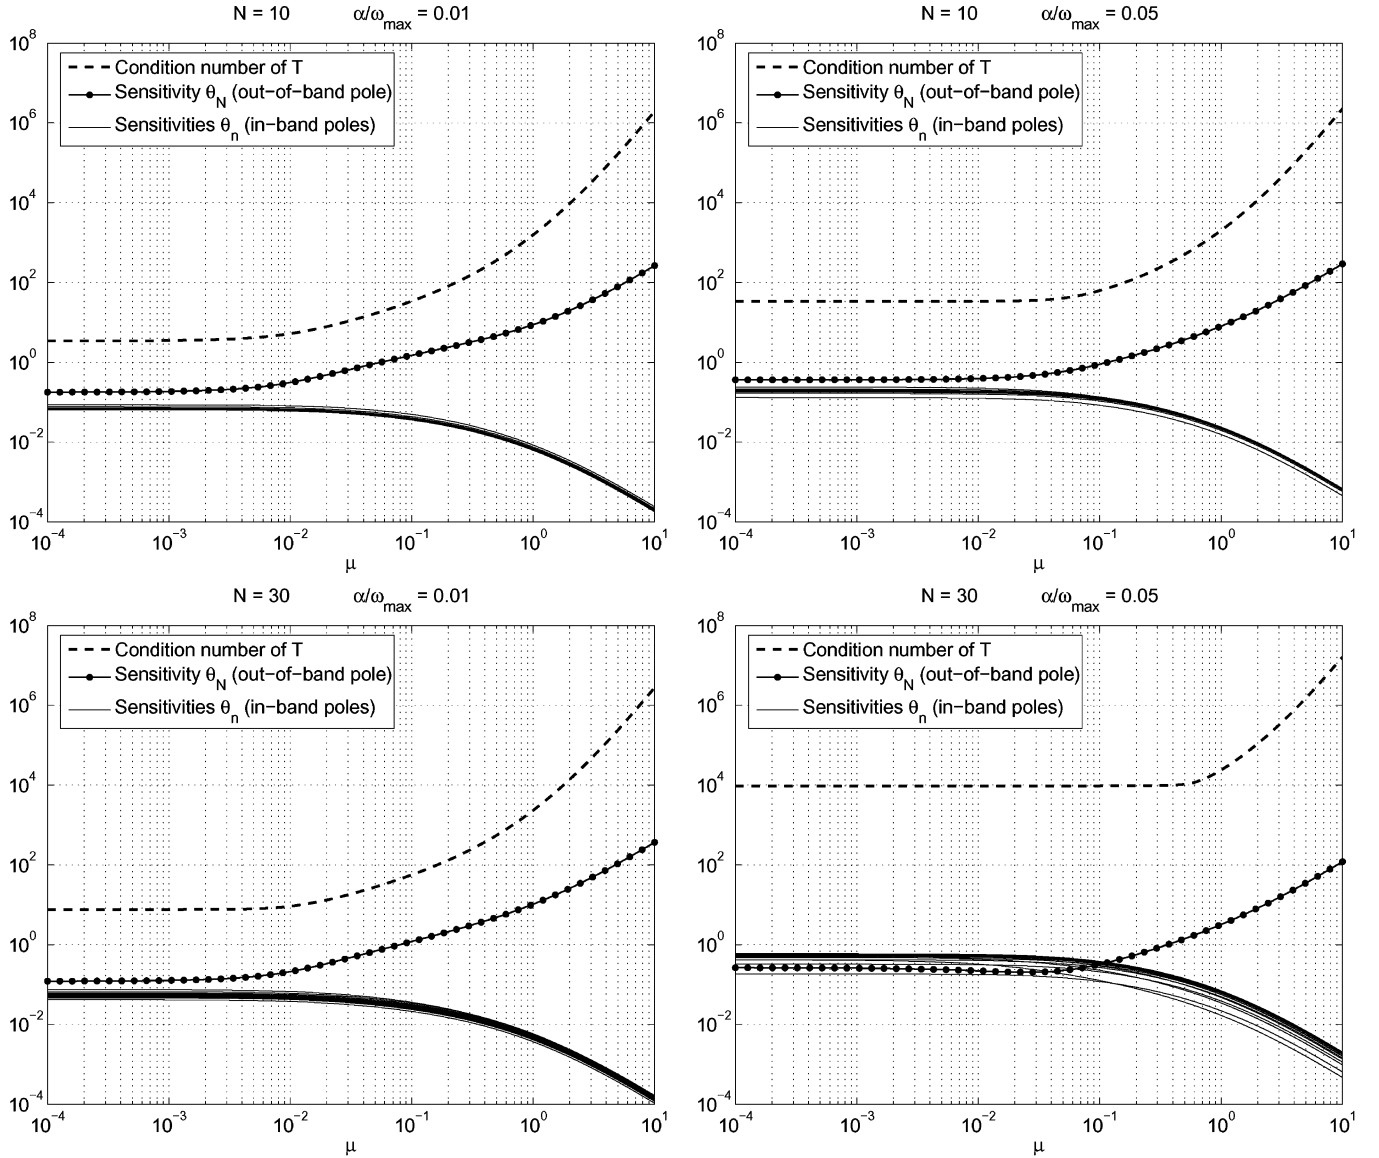 N = 10 α/ω_max = 0.01
10^8
10^6
10^4
10^2
10^0
10^−2
10^−4
Condition number of T
Sensitivity θ_N (out−of−band pole)
Sensitivities θ_n (in−band poles)
10^−4 10^−3 10^−2 10^−1 10^0 10^1
μ
N = 10 α/ω_max = 0.05
10^8
10^6
10^4
10^2
10^0
10^−2
10^−4
Condition number of T
Sensitivity θ_N (out−of−band pole)
Sensitivities θ_n (in−band poles)
10^−4 10^−3 10^−2 10^−1 10^0 10^1
μ
N = 30 α/ω_max = 0.01
10^8
10^6
10^4
10^2
10^0
10^−2
10^−4
Condition number of T
Sensitivity θ_N (out−of−band pole)
Sensitivities θ_n (in−band poles)
10^−4 10^−3 10^−2 10^−1 10^0 10^1
μ
N = 30 α/ω_max = 0.05
10^8
10^6
10^4
10^2
10^0
10^−2
10^−4
Condition number of T
Sensitivity θ_N (out−of−band pole)
Sensitivities θ_n (in−band poles)
10^−4 10^−3 10^−2 10^−1 10^0 10^1
μ